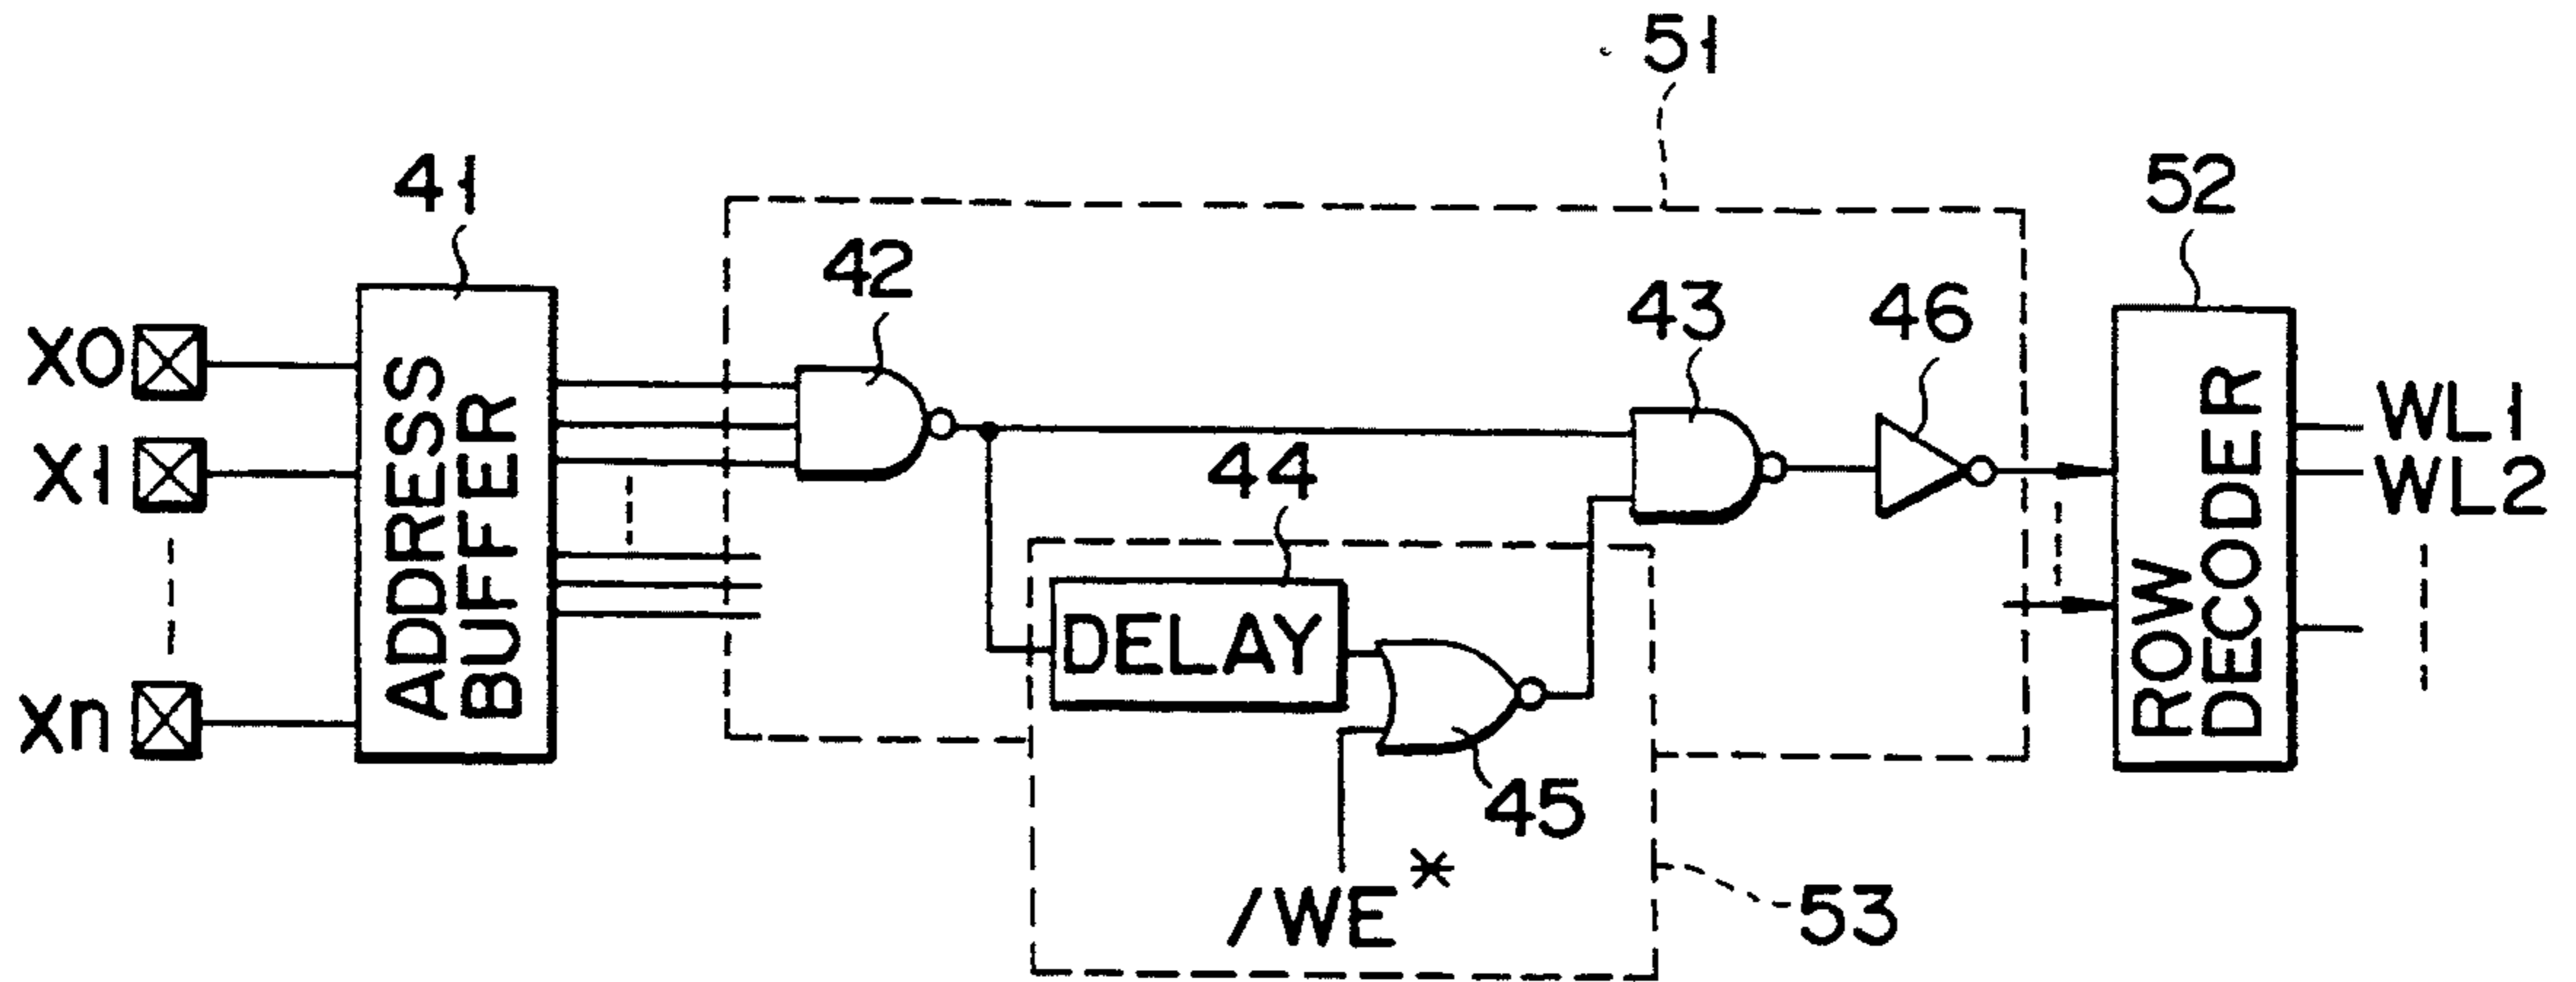 51
41
52
42
43
46
X0
X1
Xn
ADDRESS
BUFFER
44
DELAY
45
/WE*
53
ROW
DECODER
WL1
WL2